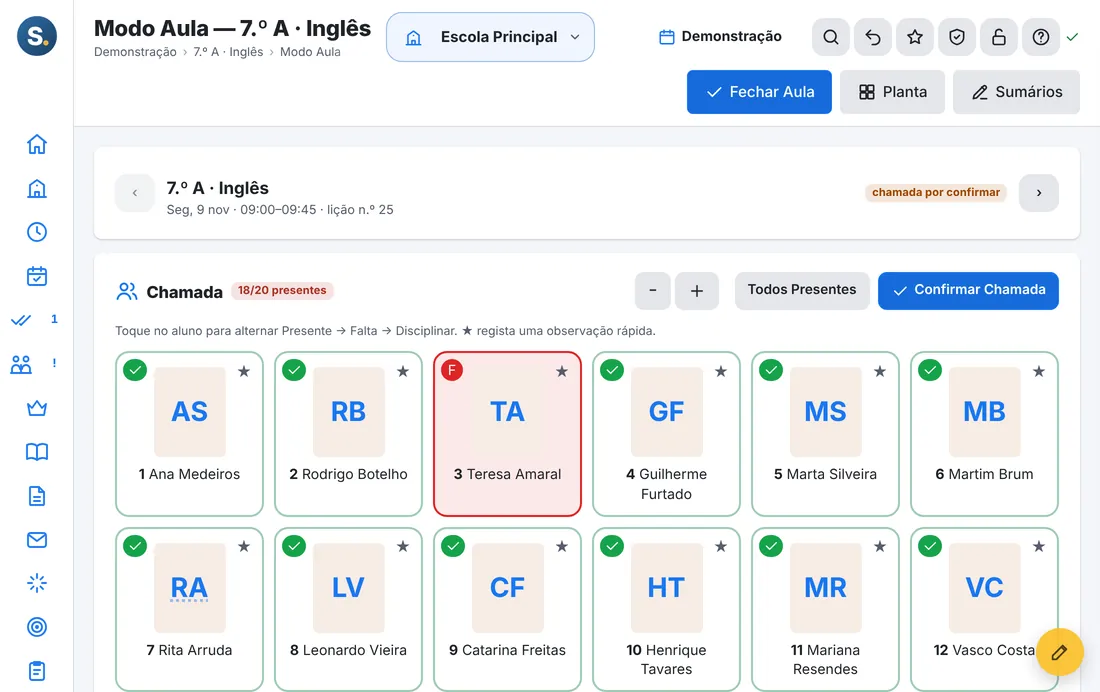 S.
Modo Aula — 7.º A · Inglês
Demonstração › 7.º A · Inglês › Modo Aula
Escola Principal
Demonstração
Fechar Aula
Planta
Sumários
1
!
7.º A · Inglês
Seg, 9 nov · 09:00–09:45 · lição n.º 25
chamada por confirmar
Chamada
18/20 presentes
-
+
Todos Presentes
Confirmar Chamada
Toque no aluno para alternar Presente → Falta → Disciplinar. ★ regista uma observação rápida.
AS
1 Ana Medeiros
RB
2 Rodrigo Botelho
F
TA
3 Teresa Amaral
GF
4 Guilherme
Furtado
MS
5 Marta Silveira
MB
6 Martim Brum
RA
7 Rita Arruda
LV
8 Leonardo Vieira
CF
9 Catarina Freitas
HT
10 Henrique
Tavares
MR
11 Mariana
Resendes
VC
12 Vasco Costa